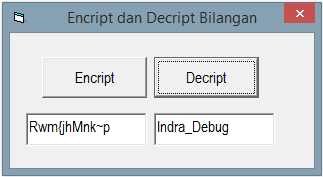 Encript dan Decript Bilangan
Encript Decript
Rwm{jhMnk~p Indra_Debug